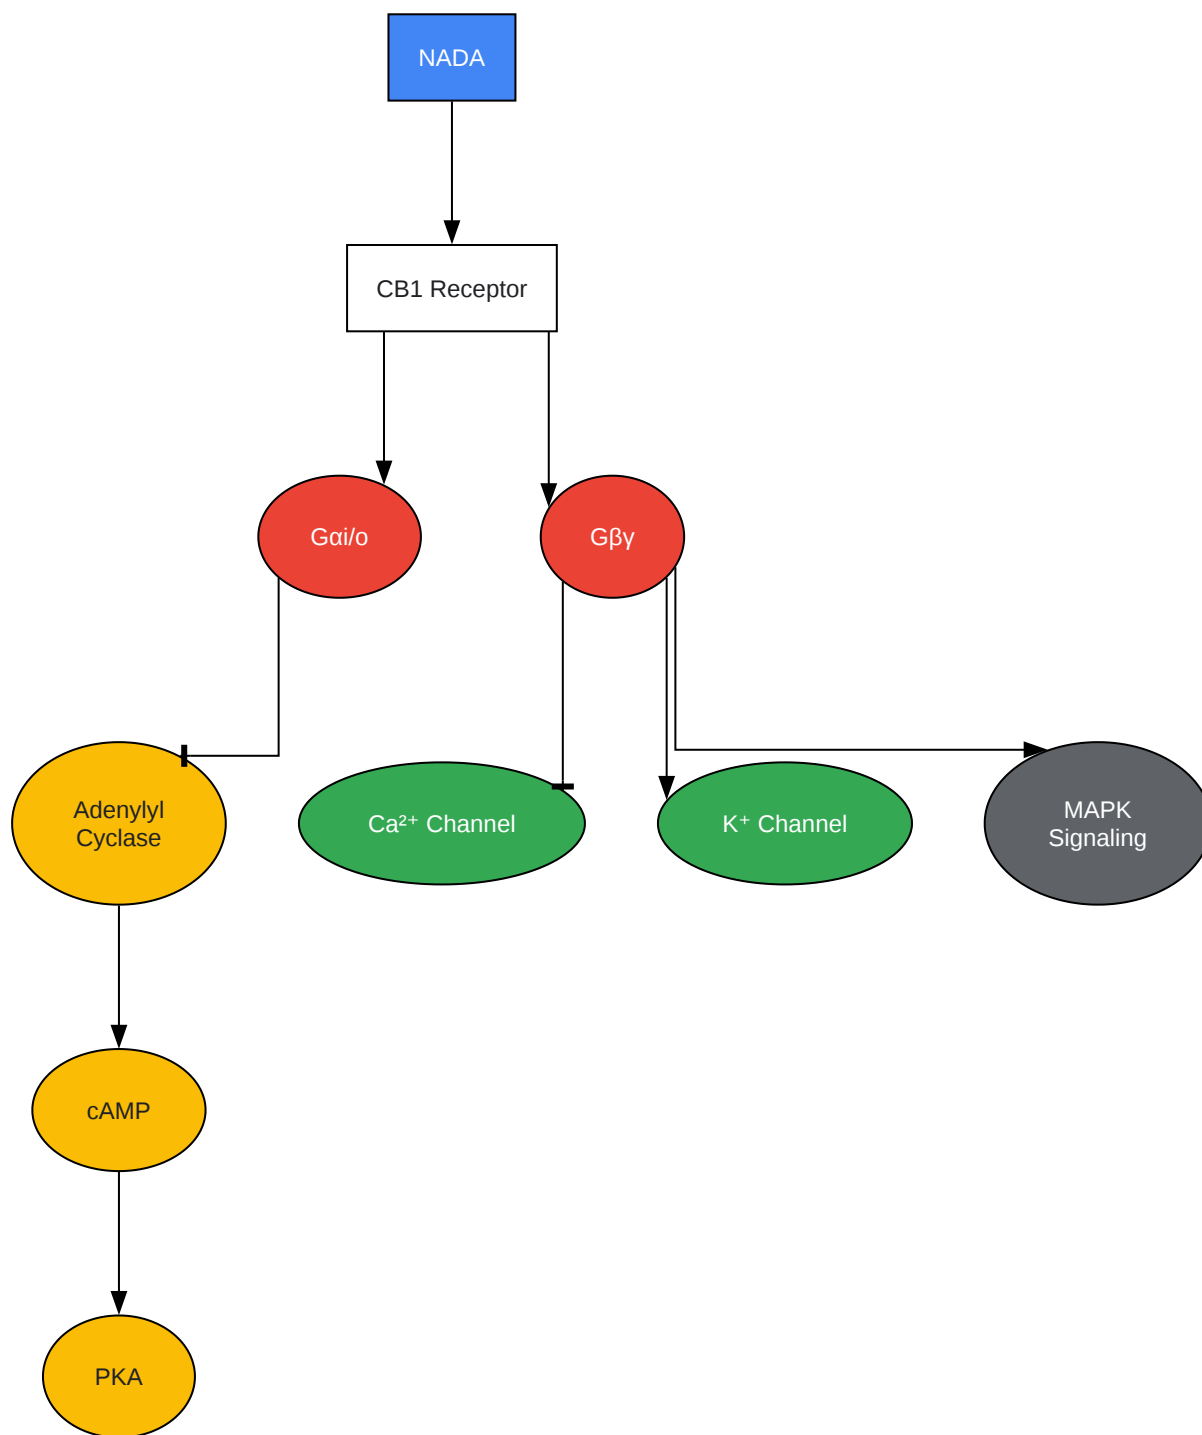 NADA
CB1 Receptor
Gαi/o
Gβγ
Adenylyl
Cyclase
Ca²⁺ Channel
K⁺ Channel
MAPK
Signaling
cAMP
PKA